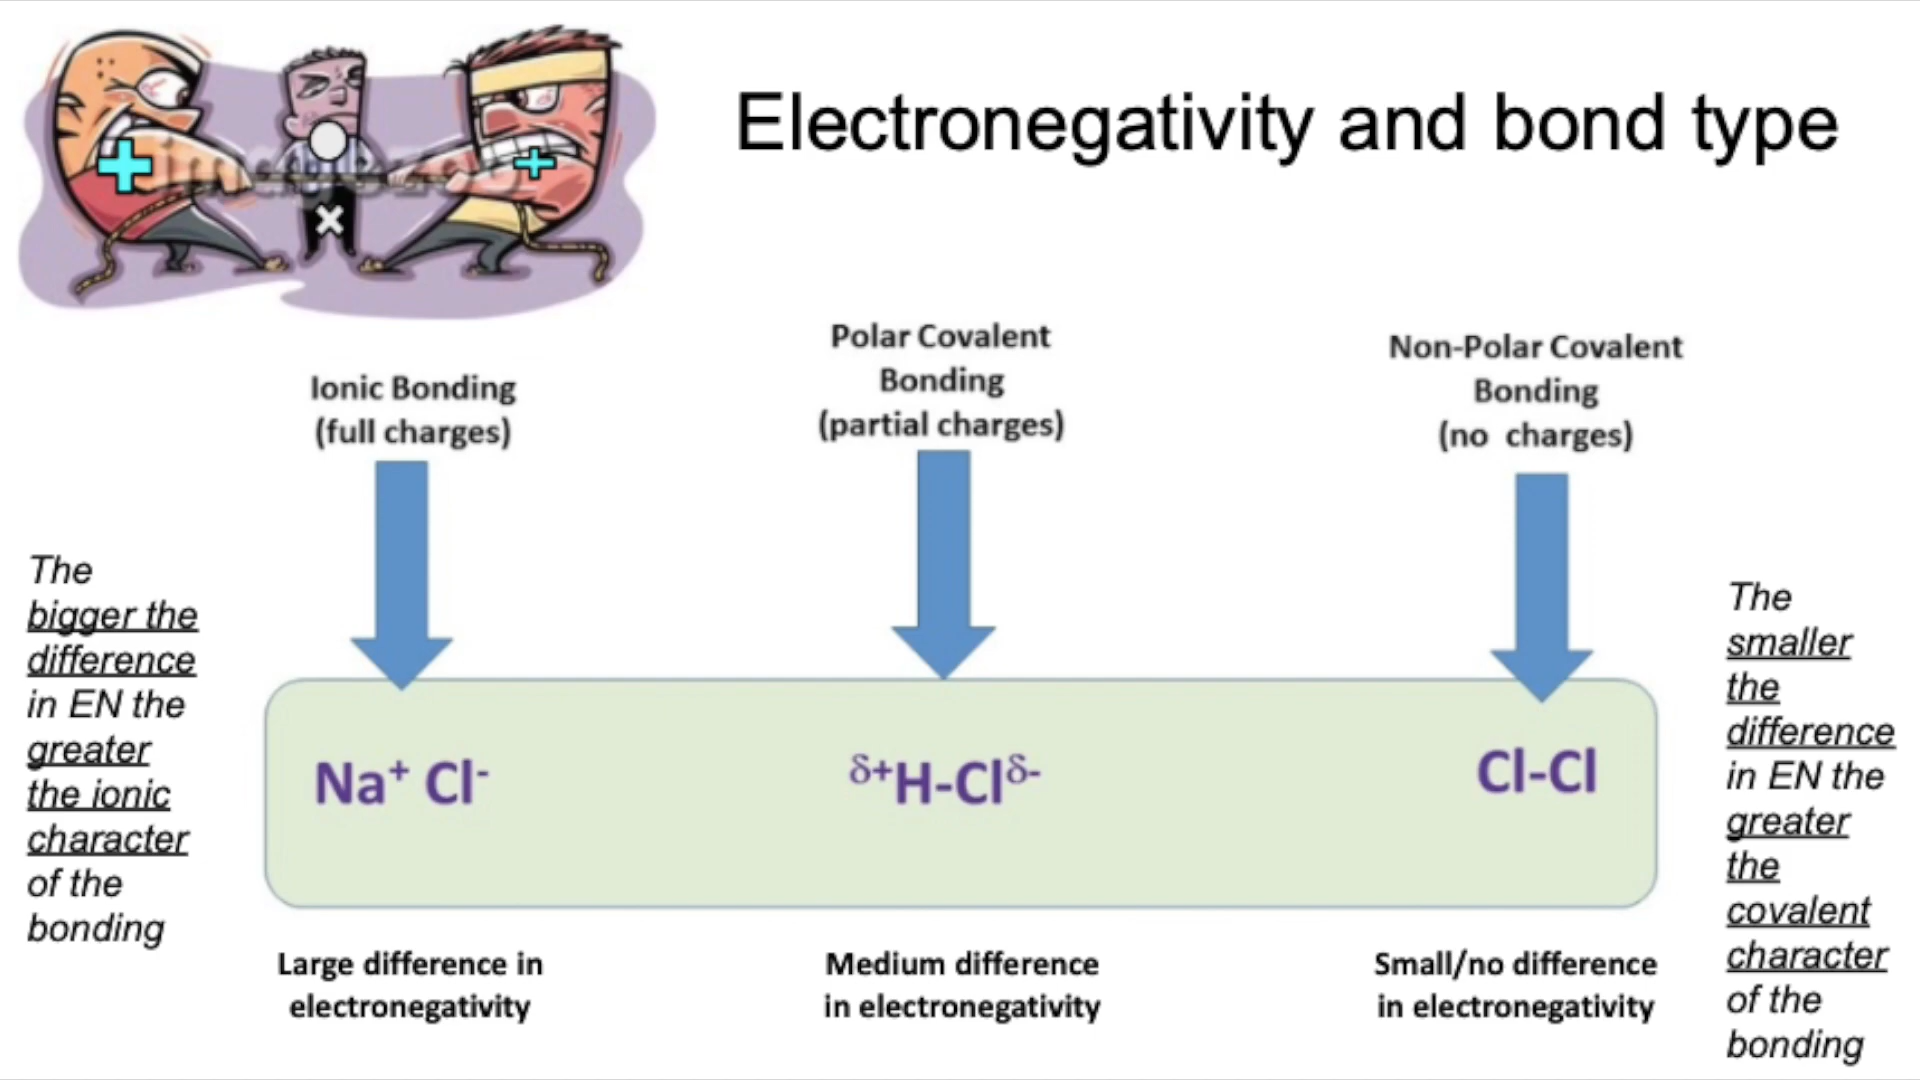 Electronegativity and bond type
Ionic Bonding
(full charges)
Polar Covalent
Bonding
(partial charges)
Non-Polar Covalent
Bonding
(no charges)
The
bigger the
difference
in EN the
greater
the ionic
character
of the
bonding
Na⁺ Cl⁻
δ⁺H-Clδ⁻
Cl-Cl
The
smaller
the
difference
in EN the
greater
the
covalent
character
of the
bonding
Large difference in
electronegativity
Medium difference
in electronegativity
Small/no difference
in electronegativity